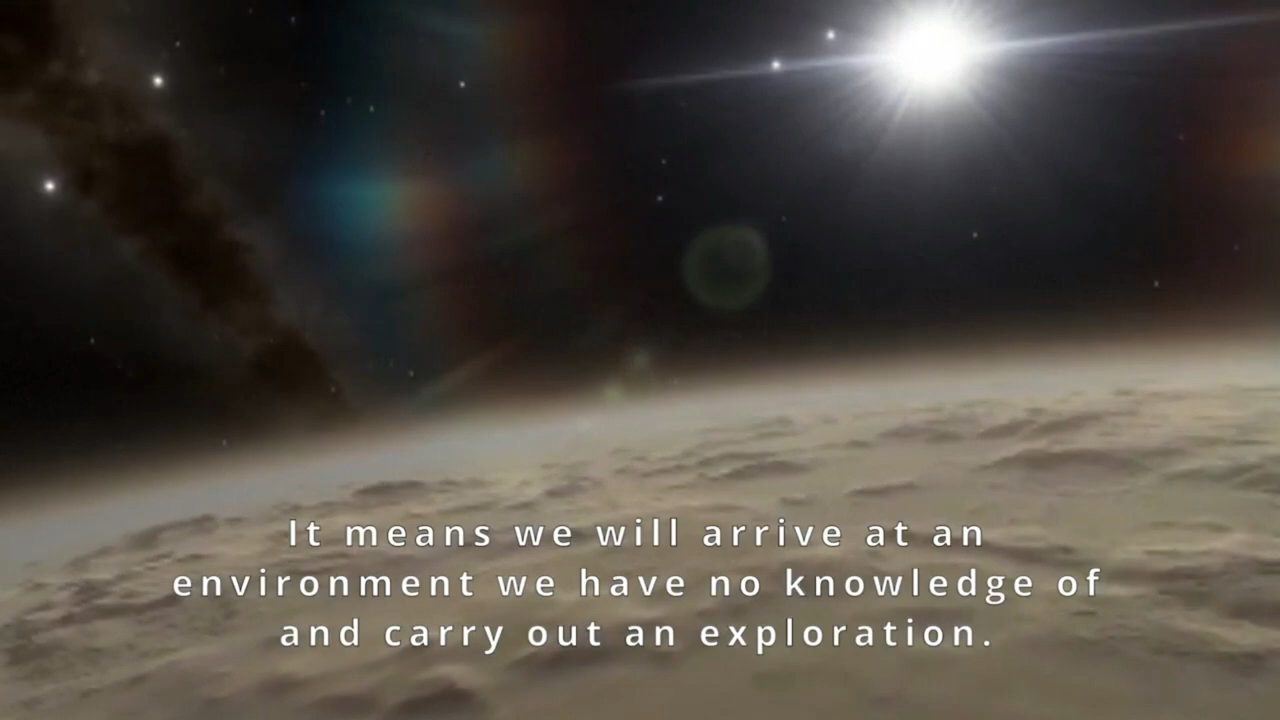 It means we will arrive at an
environment we have no knowledge of
and carry out an exploration.